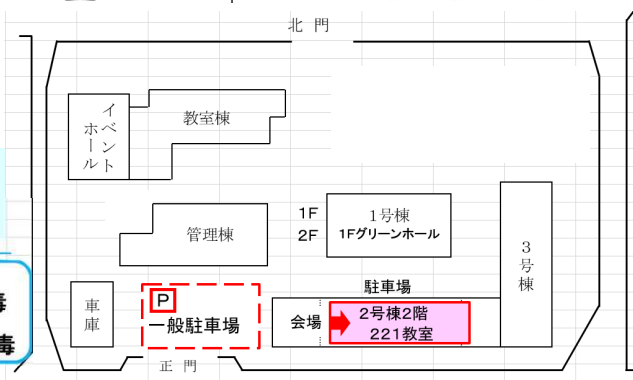 北門
イベント
ホール
教室棟
管理棟
1F
2F
1号棟
1Fグリーンホール
3号棟
車庫
P
一般駐車場
駐車場
会場
2号棟2階
221教室
正門
毒